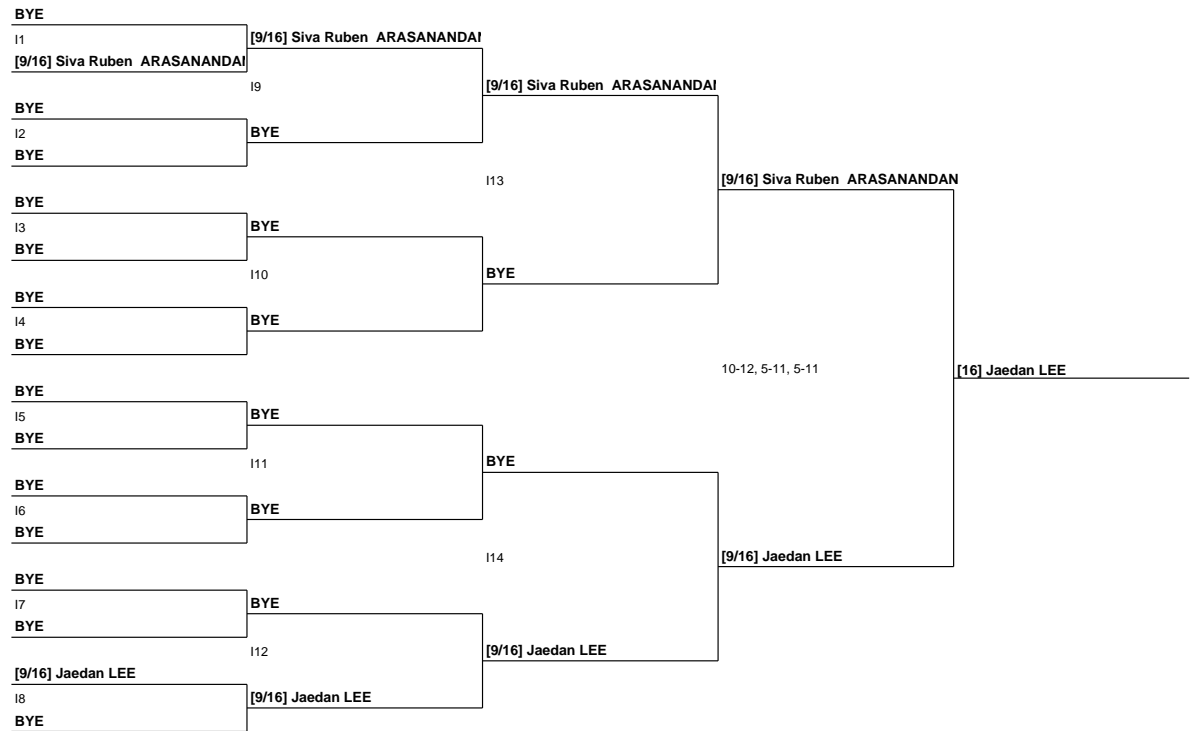 BYE
I1
[9/16] Siva Ruben ARASANANDA
[9/16] Siva Ruben ARASANANDA
I9
[9/16] Siva Ruben ARASANANDA
BYE
I2
BYE
BYE
I13
[9/16] Siva Ruben ARASANANDAN
BYE
I3
BYE
BYE
I10
BYE
BYE
I4
BYE
BYE
10-12, 5-11, 5-11
[16] Jaedan LEE
BYE
I5
BYE
BYE
I11
BYE
BYE
I6
BYE
BYE
I14
[9/16] Jaedan LEE
BYE
I7
BYE
BYE
I12
[9/16] Jaedan LEE
[9/16] Jaedan LEE
I8
[9/16] Jaedan LEE
BYE